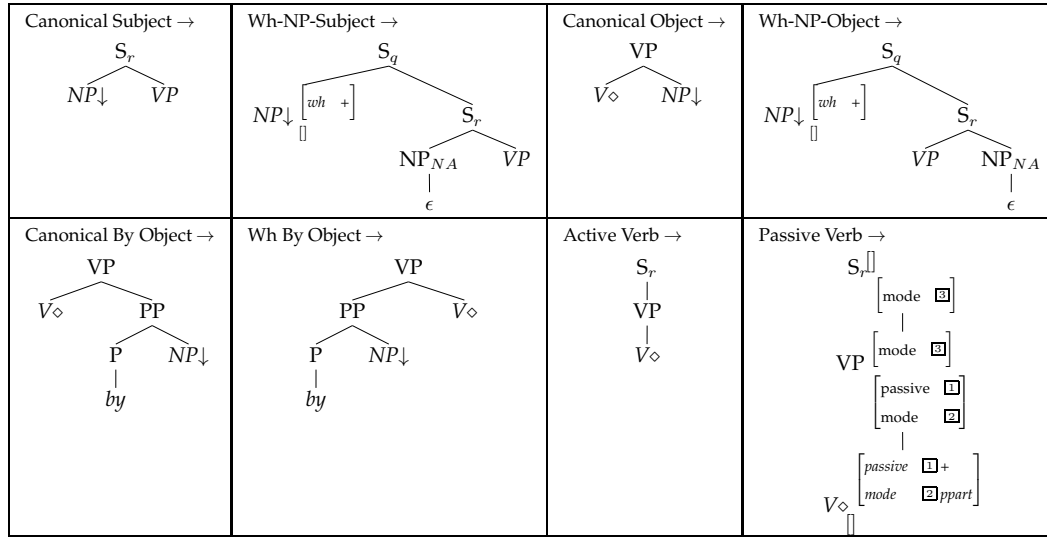 Canonical Subject →
S_r
NP↓ VP
Wh-NP-Subject →
S_q
NP↓ [wh +]
[]
S_r
NP_NA VP
ϵ
Canonical Object →
VP
V◇ NP↓
Wh-NP-Object →
S_q
NP↓ [wh +]
[]
S_r
VP NP_NA
ϵ
Canonical By Object →
VP
V◇ PP
P NP↓
by
Wh By Object →
VP
PP V◇
P NP↓
by
Active Verb →
S_r
VP
V◇
Passive Verb →
S_r []
[mode 3]
VP [mode 3]
[passive 1
mode 2]
[passive 1 +
mode 2 ppart]
V◇
[]